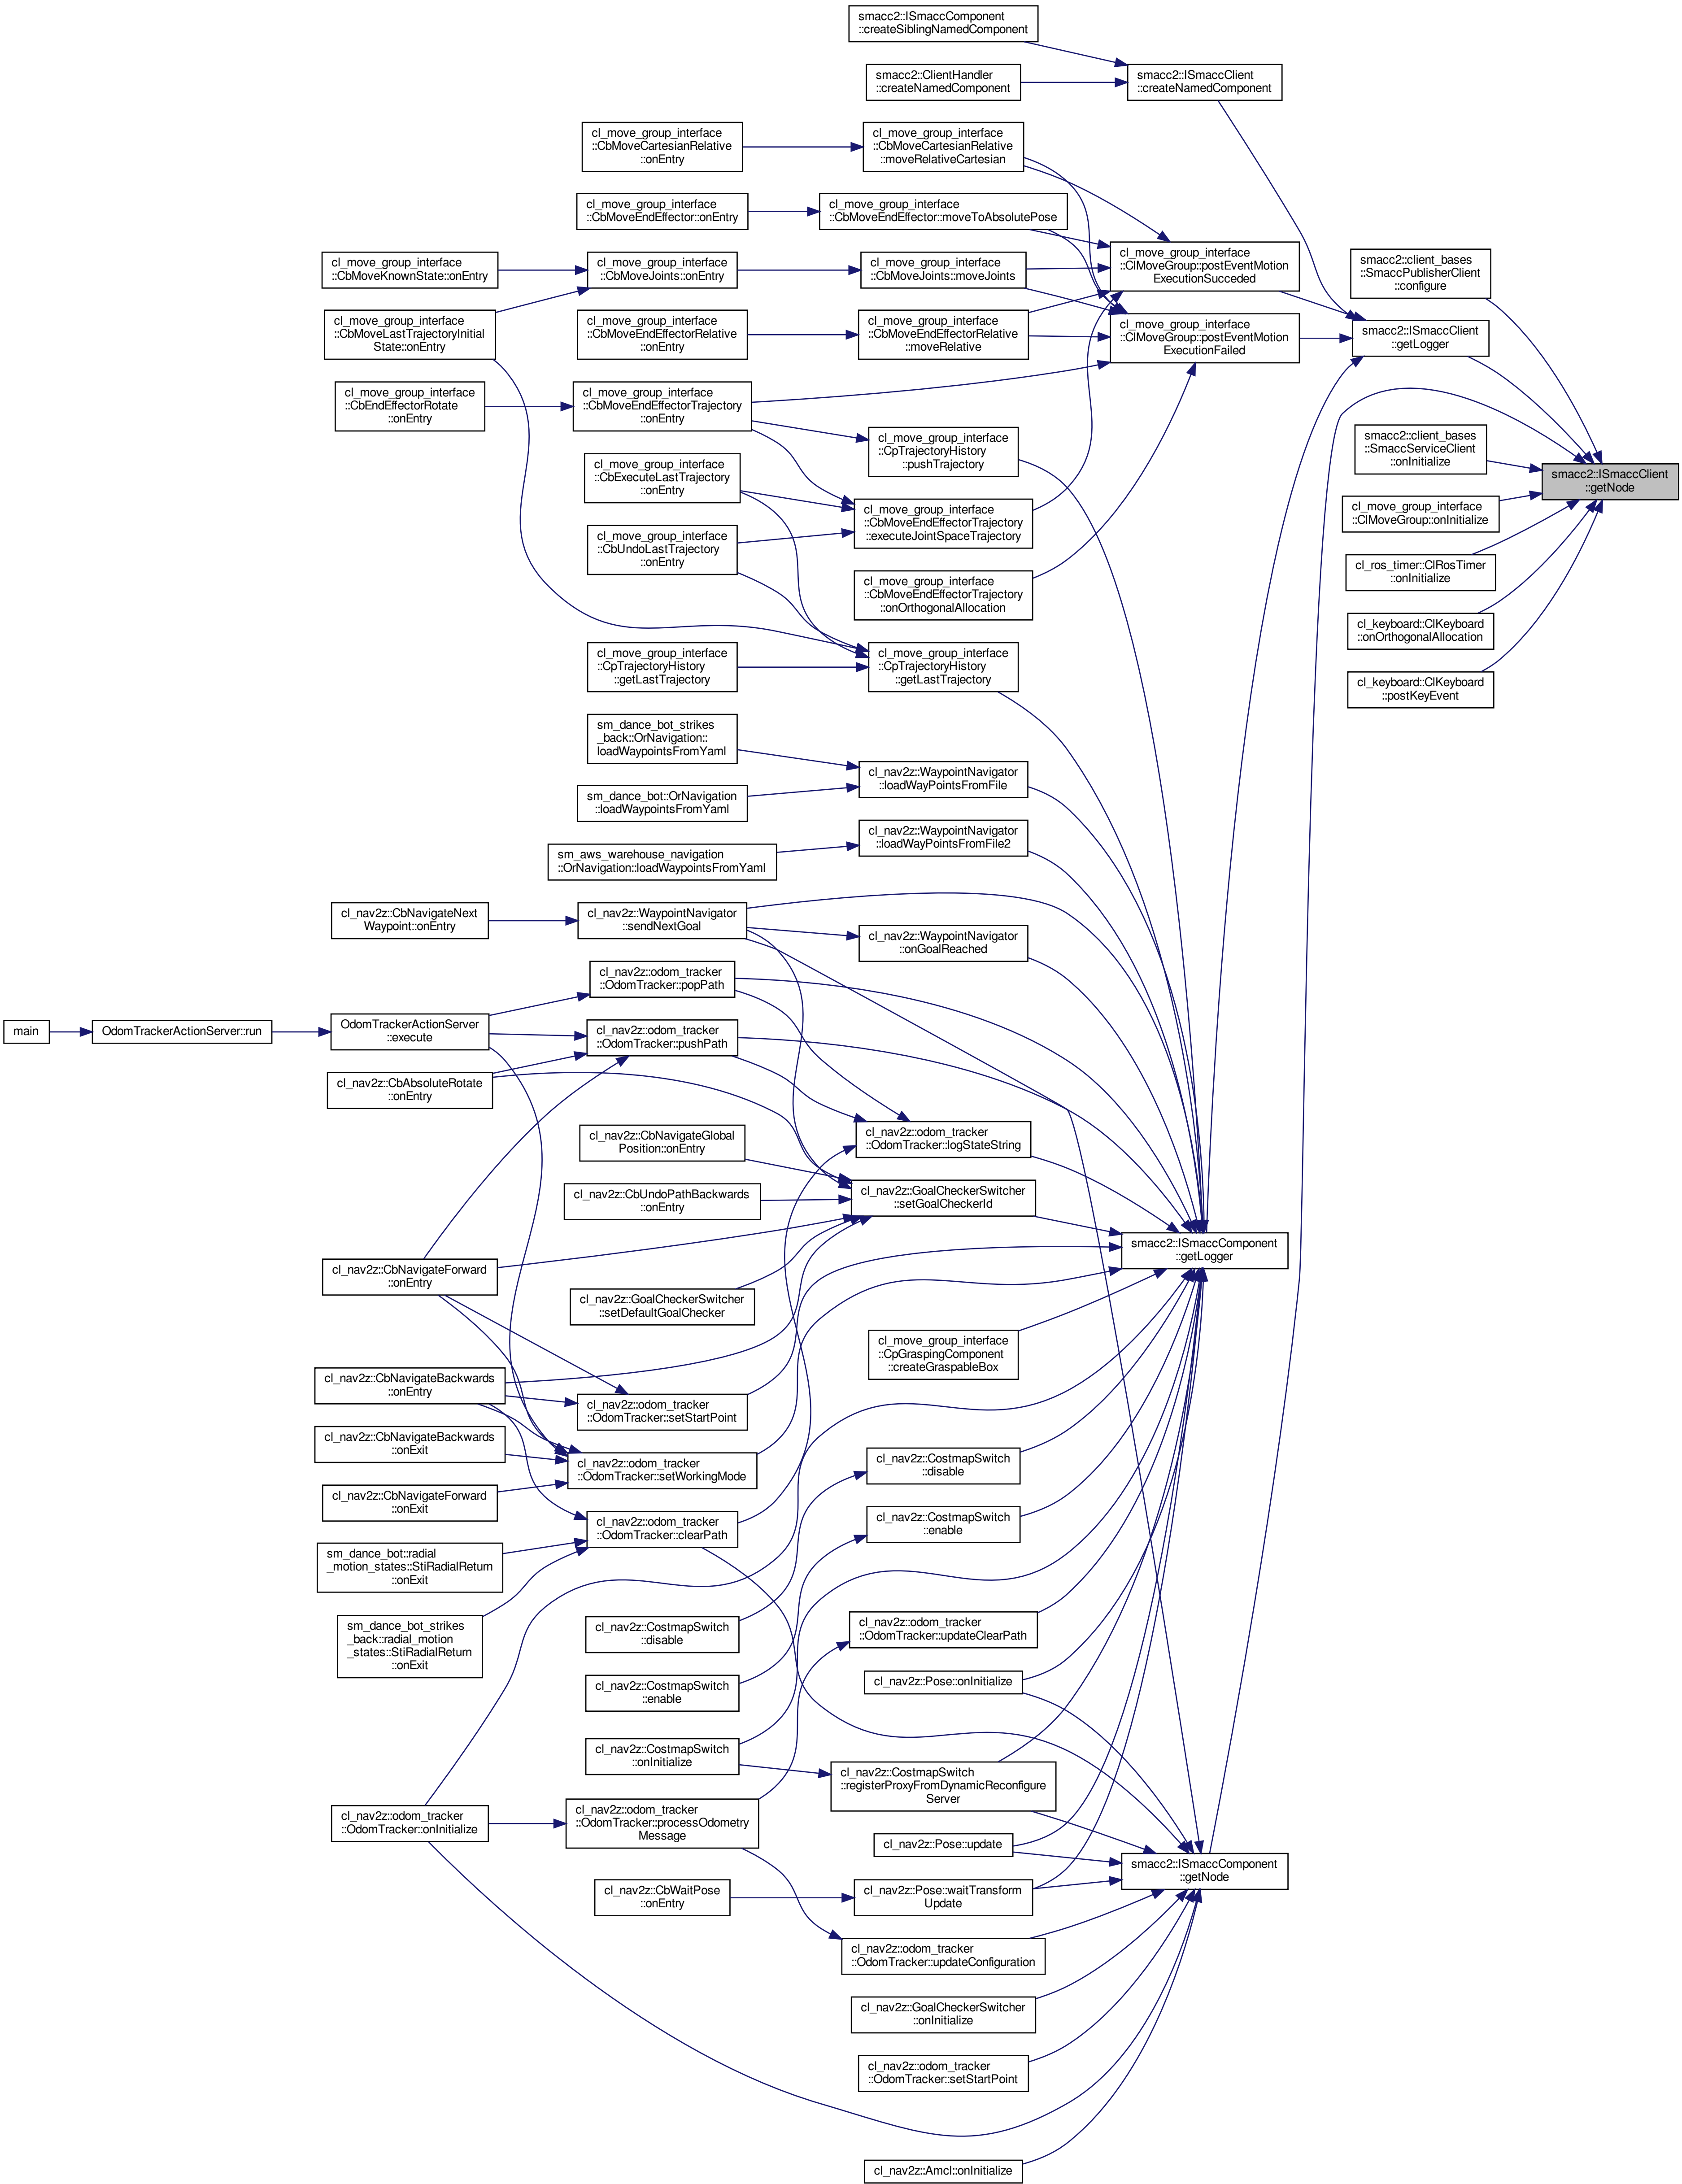 smacc2::ISmaccComponent
::createSiblingNamedComponent
smacc2::ClientHandler
::createNamedComponent
smacc2::ISmaccClient
::createNamedComponent
cl_move_group_interface
::CbMoveCartesianRelative
::onEntry
cl_move_group_interface
::CbMoveCartesianRelative
::moveRelativeCartesian
cl_move_group_interface
::CbMoveEndEffector::onEntry
cl_move_group_interface
::CbMoveEndEffector::moveToAbsolutePose
cl_move_group_interface
::CbMoveKnownState::onEntry
cl_move_group_interface
::CbMoveJoints::onEntry
cl_move_group_interface
::CbMoveJoints::moveJoints
cl_move_group_interface
::ClMoveGroup::postEventMotion
ExecutionSucceded
smacc2::client_bases
::SmaccPublisherClient
::configure
cl_move_group_interface
::CbMoveLastTrajectoryInitial
State::onEntry
cl_move_group_interface
::CbMoveEndEffectorRelative
::onEntry
cl_move_group_interface
::CbMoveEndEffectorRelative
::moveRelative
cl_move_group_interface
::ClMoveGroup::postEventMotion
ExecutionFailed
smacc2::ISmaccClient
::getLogger
cl_move_group_interface
::CbEndEffectorRotate
::onEntry
cl_move_group_interface
::CbMoveEndEffectorTrajectory
::onEntry
cl_move_group_interface
::CpTrajectoryHistory
::pushTrajectory
smacc2::client_bases
::SmaccServiceClient
::onInitialize
smacc2::ISmaccClient
::getNode
cl_move_group_interface
::CbExecuteLastTrajectory
::onEntry
cl_move_group_interface
::CbMoveEndEffectorTrajectory
::executeJointSpaceTrajectory
cl_move_group_interface
::ClMoveGroup::onInitialize
cl_move_group_interface
::CbUndoLastTrajectory
::onEntry
cl_ros_timer::ClRosTimer
::onInitialize
cl_move_group_interface
::CbMoveEndEffectorTrajectory
::onOrthogonalAllocation
cl_keyboard::ClKeyboard
::onOrthogonalAllocation
cl_move_group_interface
::CpTrajectoryHistory
::getLastTrajectory
cl_move_group_interface
::CpTrajectoryHistory
::getLastTrajectory
cl_keyboard::ClKeyboard
::postKeyEvent
sm_dance_bot_strikes
_back::OrNavigation::
loadWaypointsFromYaml
cl_nav2z::WaypointNavigator
::loadWayPointsFromFile
sm_dance_bot::OrNavigation
::loadWaypointsFromYaml
cl_nav2z::WaypointNavigator
::loadWayPointsFromFile2
sm_aws_warehouse_navigation
::OrNavigation::loadWaypointsFromYaml
cl_nav2z::CbNavigateNext
Waypoint::onEntry
cl_nav2z::WaypointNavigator
::sendNextGoal
cl_nav2z::WaypointNavigator
::onGoalReached
cl_nav2z::odom_tracker
::OdomTracker::popPath
main
OdomTrackerActionServer::run
OdomTrackerActionServer
::execute
cl_nav2z::odom_tracker
::OdomTracker::pushPath
cl_nav2z::CbAbsoluteRotate
::onEntry
cl_nav2z::CbNavigateGlobal
Position::onEntry
cl_nav2z::odom_tracker
::OdomTracker::logStateString
cl_nav2z::CbUndoPathBackwards
::onEntry
cl_nav2z::GoalCheckerSwitcher
::setGoalCheckerId
smacc2::ISmaccComponent
::getLogger
cl_nav2z::CbNavigateForward
::onEntry
cl_nav2z::GoalCheckerSwitcher
::setDefaultGoalChecker
cl_move_group_interface
::CpGraspingComponent
::createGraspableBox
cl_nav2z::CbNavigateBackwards
::onEntry
cl_nav2z::odom_tracker
::OdomTracker::setStartPoint
cl_nav2z::CbNavigateBackwards
::onExit
cl_nav2z::odom_tracker
::OdomTracker::setWorkingMode
cl_nav2z::CostmapSwitch
::disable
cl_nav2z::CbNavigateForward
::onExit
cl_nav2z::odom_tracker
::OdomTracker::clearPath
cl_nav2z::CostmapSwitch
::enable
sm_dance_bot::radial
_motion_states::StiRadialReturn
::onExit
sm_dance_bot_strikes
_back::radial_motion
_states::StiRadialReturn
::onExit
cl_nav2z::CostmapSwitch
::disable
cl_nav2z::odom_tracker
::OdomTracker::updateClearPath
cl_nav2z::CostmapSwitch
::enable
cl_nav2z::Pose::onInitialize
cl_nav2z::CostmapSwitch
::onInitialize
cl_nav2z::CostmapSwitch
::registerProxyFromDynamicReconfigure
Server
cl_nav2z::odom_tracker
::OdomTracker::onInitialize
cl_nav2z::odom_tracker
::OdomTracker::processOdometry
Message
cl_nav2z::Pose::update
smacc2::ISmaccComponent
::getNode
cl_nav2z::CbWaitPose
::onEntry
cl_nav2z::Pose::waitTransform
Update
cl_nav2z::odom_tracker
::OdomTracker::updateConfiguration
cl_nav2z::GoalCheckerSwitcher
::onInitialize
cl_nav2z::odom_tracker
::OdomTracker::setStartPoint
cl_nav2z::Amcl::onInitialize